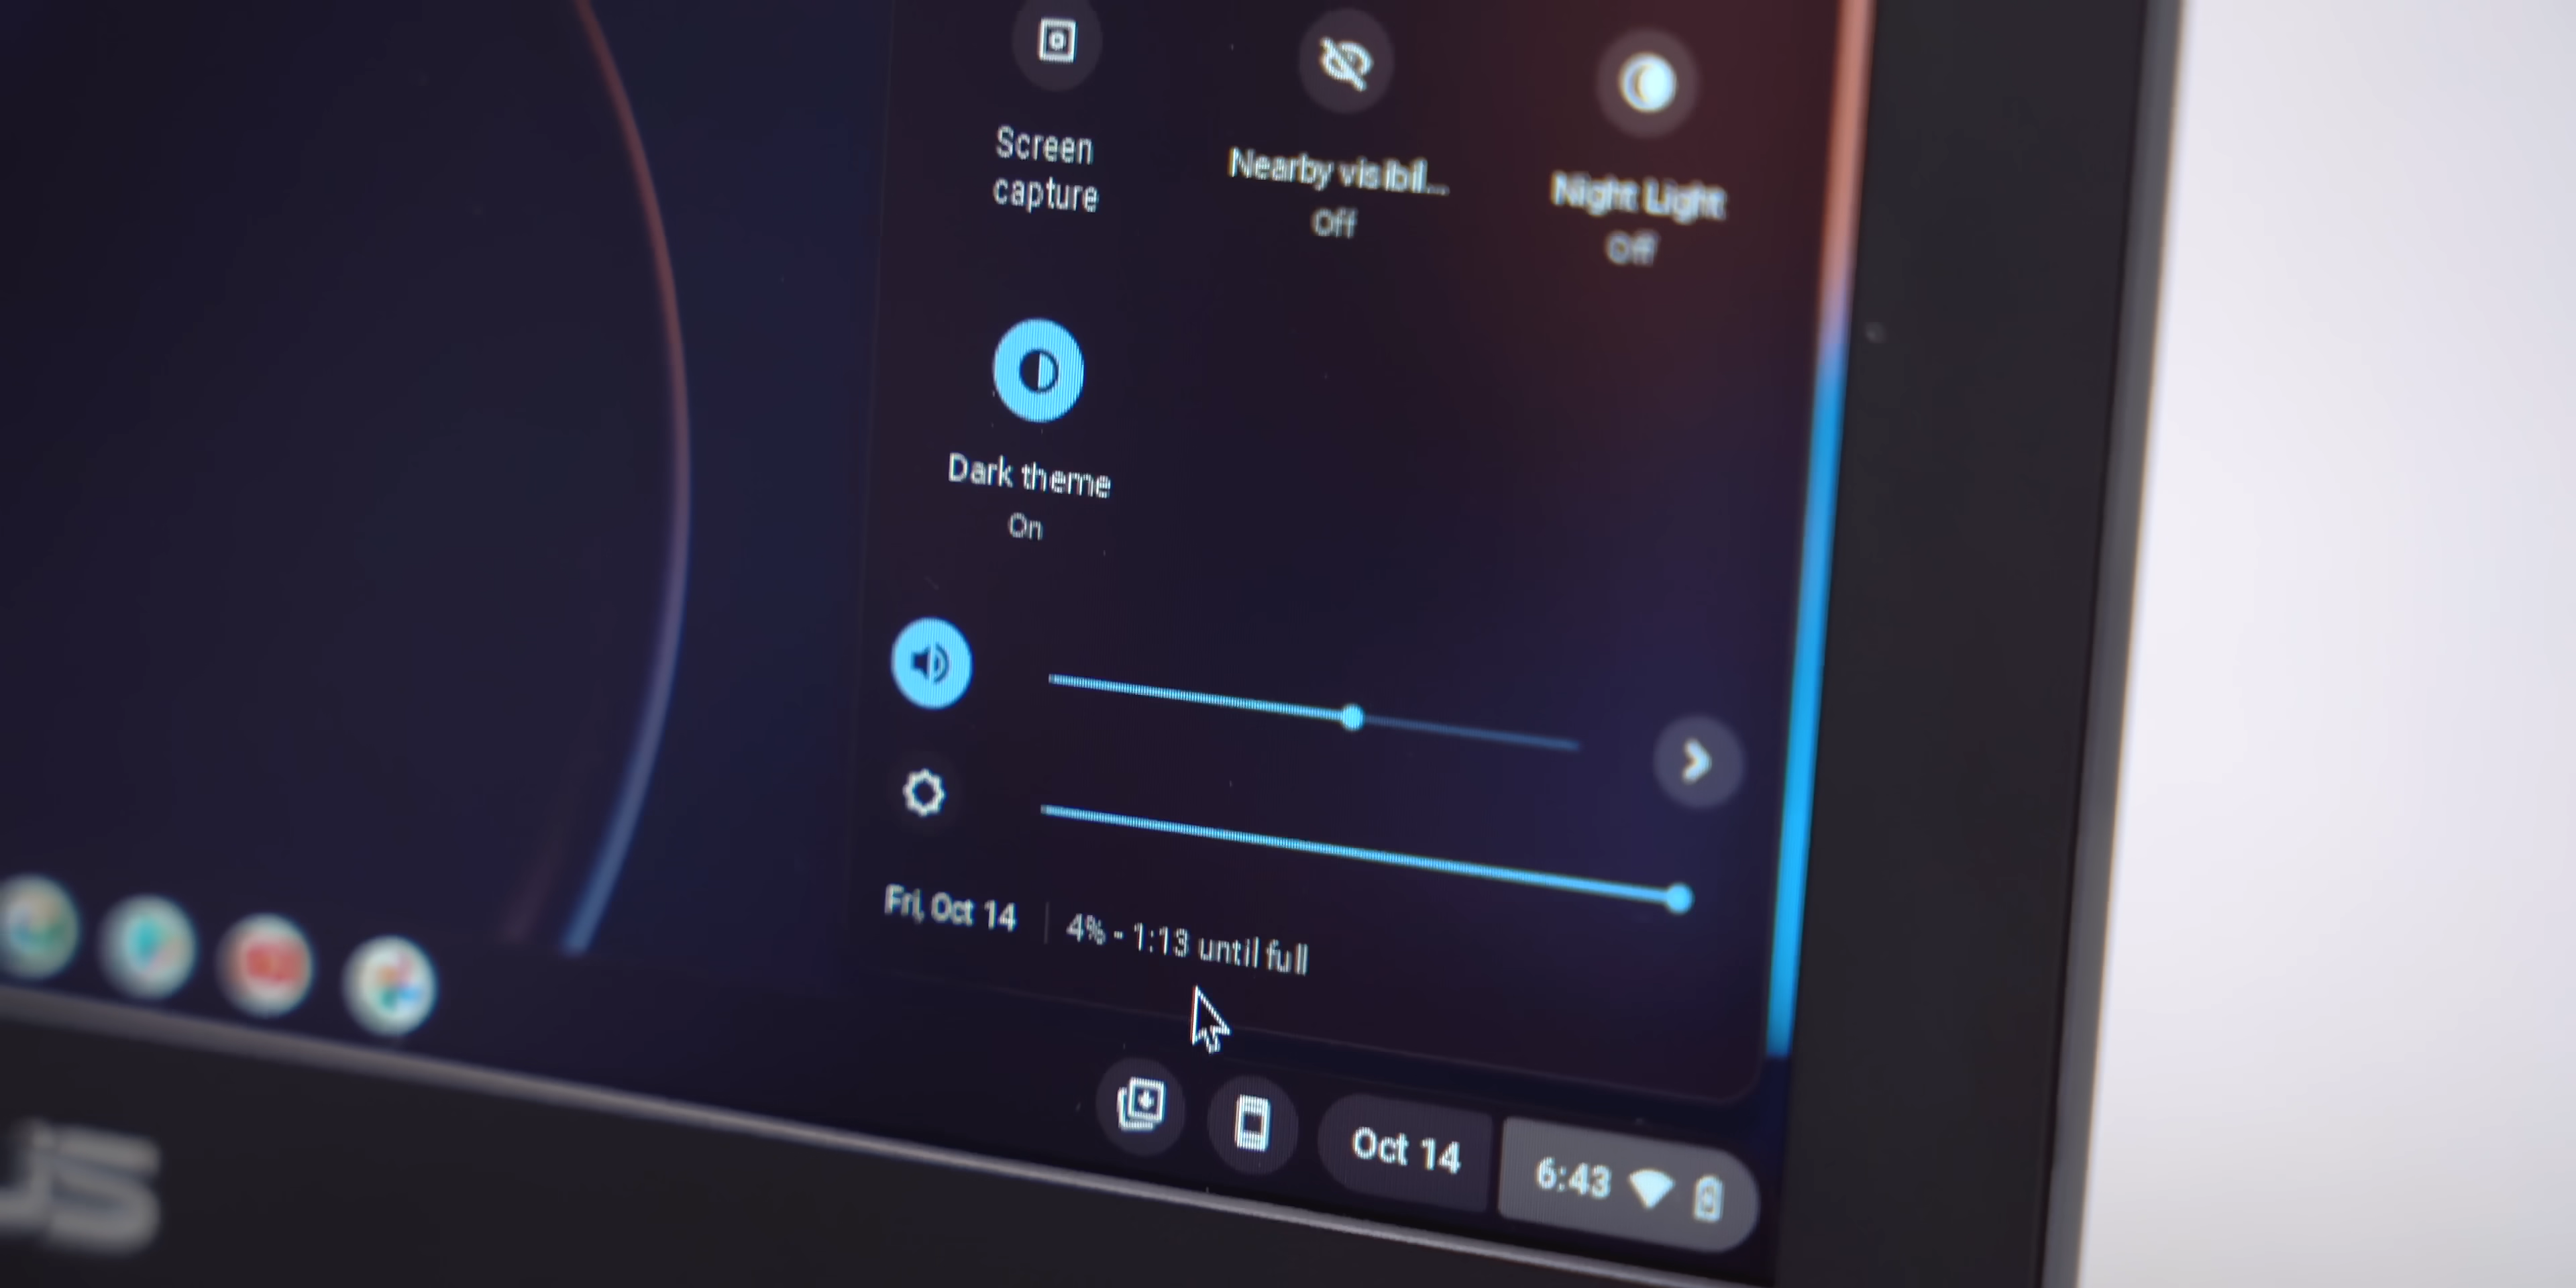 Screen
capture
Nearby visibil...
Off
Night Light
Off
Dark theme
On
Fri, Oct 14 | 4% - 1:13 until full
Oct 14
6:43
US